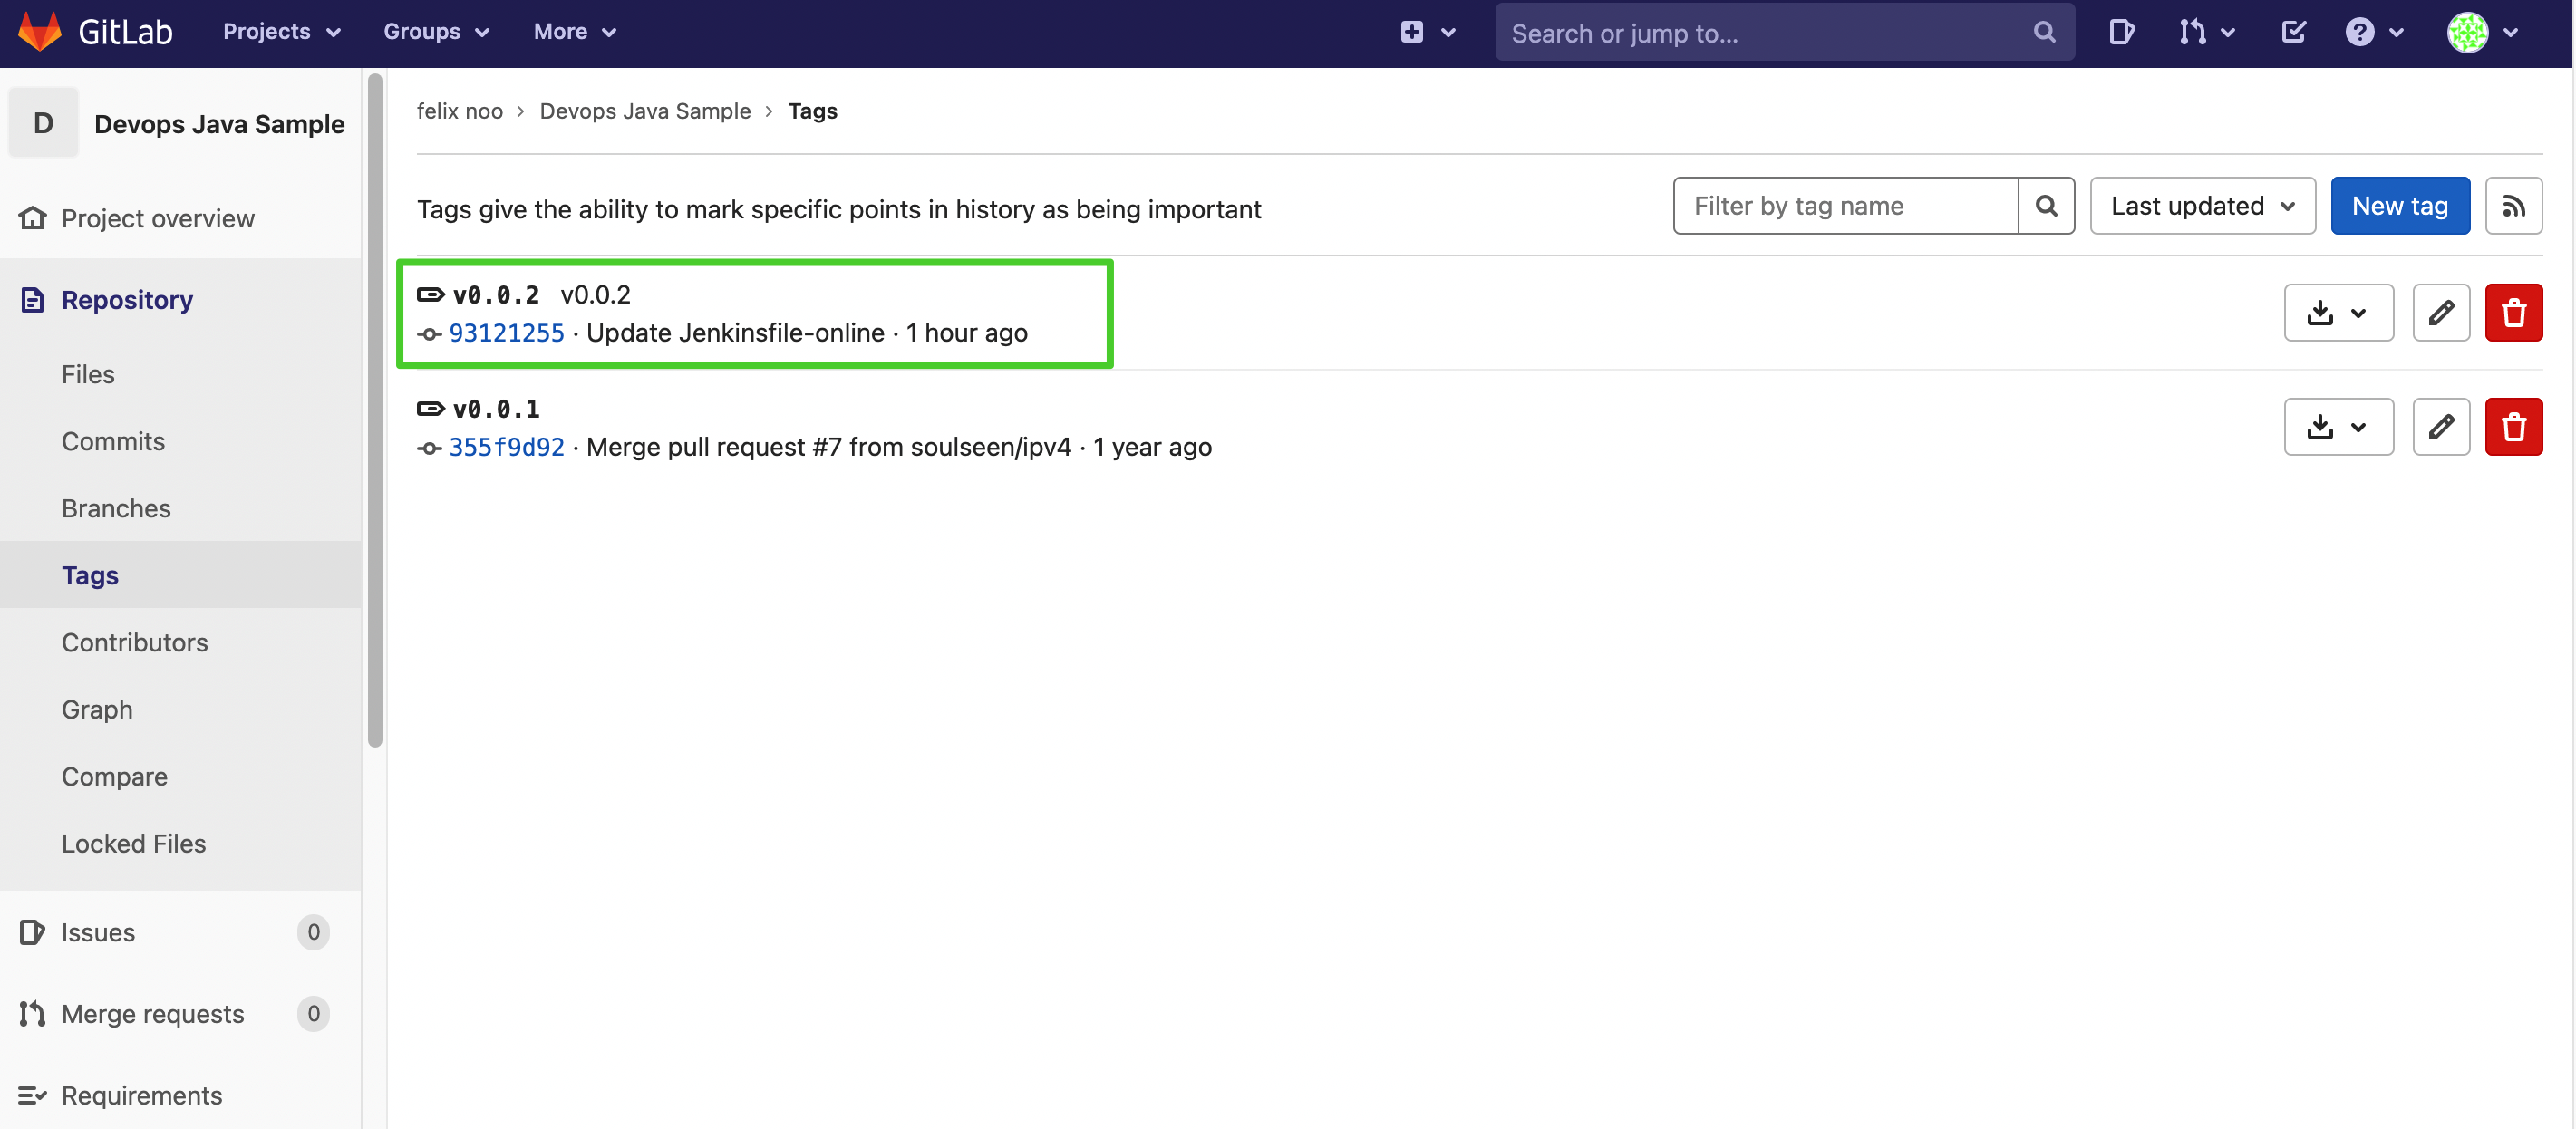 GitLab Projects Groups More Search or jump to...
D Devops Java Sample
Project overview
Repository
Files
Commits
Branches
Tags
Contributors
Graph
Compare
Locked Files
Issues 0
Merge requests 0
Requirements
felix noo › Devops Java Sample › Tags
Tags give the ability to mark specific points in history as being important
Filter by tag name Last updated New tag
v0.0.2 v0.0.2
93121255 · Update Jenkinsfile-online · 1 hour ago
v0.0.1
355f9d92 · Merge pull request #7 from soulseen/ipv4 · 1 year ago